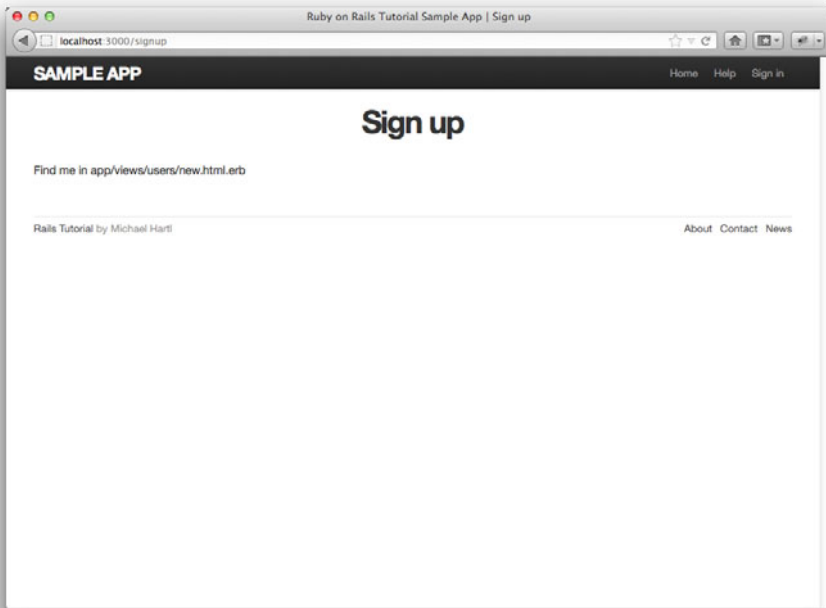 Ruby on Rails Tutorial Sample App | Sign up
localhost:3000/signup
SAMPLE APP
Home Help Sign in
Sign up
Find me in app/views/users/new.html.erb
Rails Tutorial by Michael Hartl
About Contact News